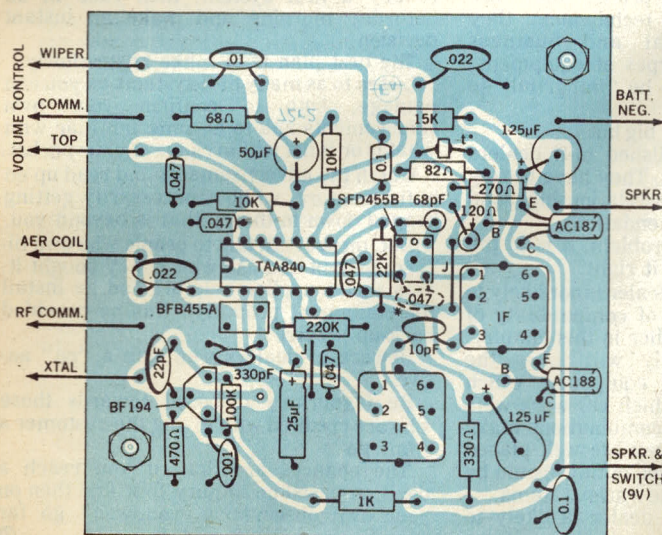 WIPER
COMM.
VOLUME CONTROL
TOP
AER COIL
RF COMM.
XTAL
BATT.
NEG.
SPKR.
SPKR. &
SWITCH
(9V)
.01
.022
68Ω
50µF
+
10K
15K
t°
0.1
82Ω
125µF
+
270Ω
E
B
C
AC187
.047
10K
.047
SFD455B
68pF
120Ω
TAA840
.047
22K
J
.047
*
.022
BFB455A
220K
10pF
1
2
3
6
5
4
IF
22pF
330pF
J
.047
BF194
100K
25µF
+
1
2
3
6
5
4
IF
B
E
C
AC188
470Ω
.001
330Ω
+
125µF
1K
0.1